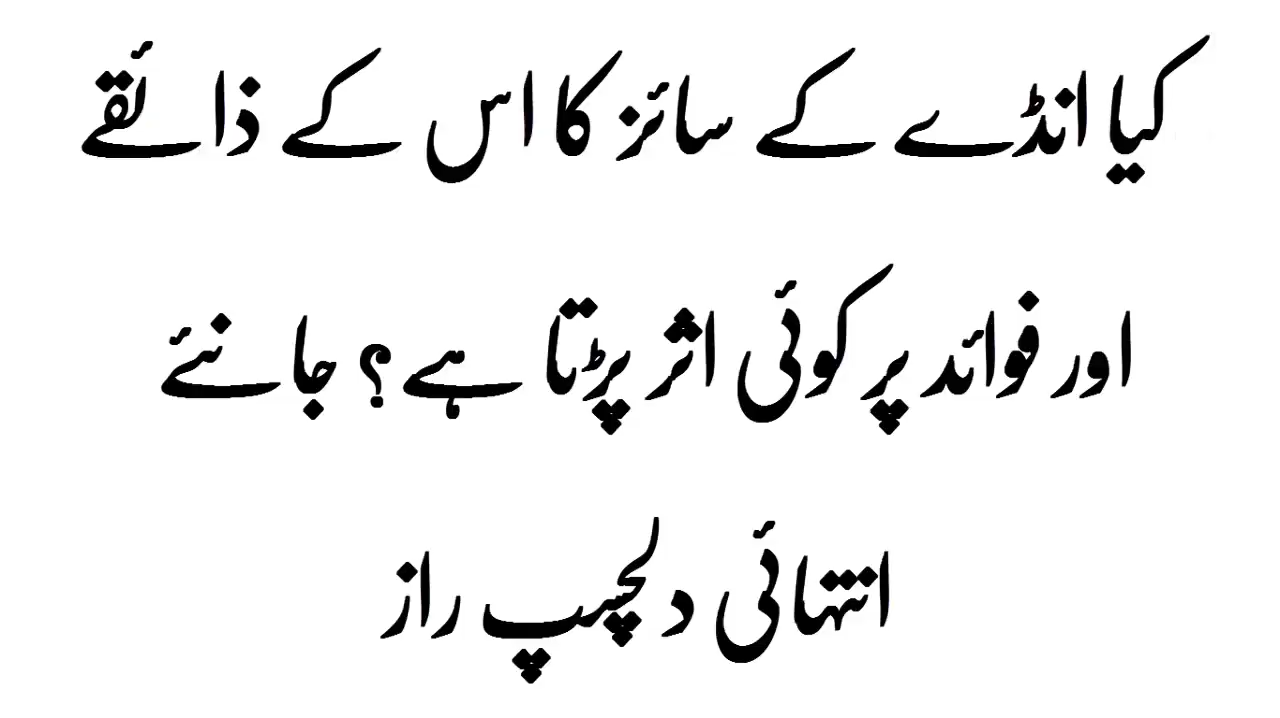 کیا انڈے کے سائز کا اس کے ذائقے
اور فوائد پر کوئی اثر پڑتا ہے؟ جانئے
انتہائی دلچسپ راز